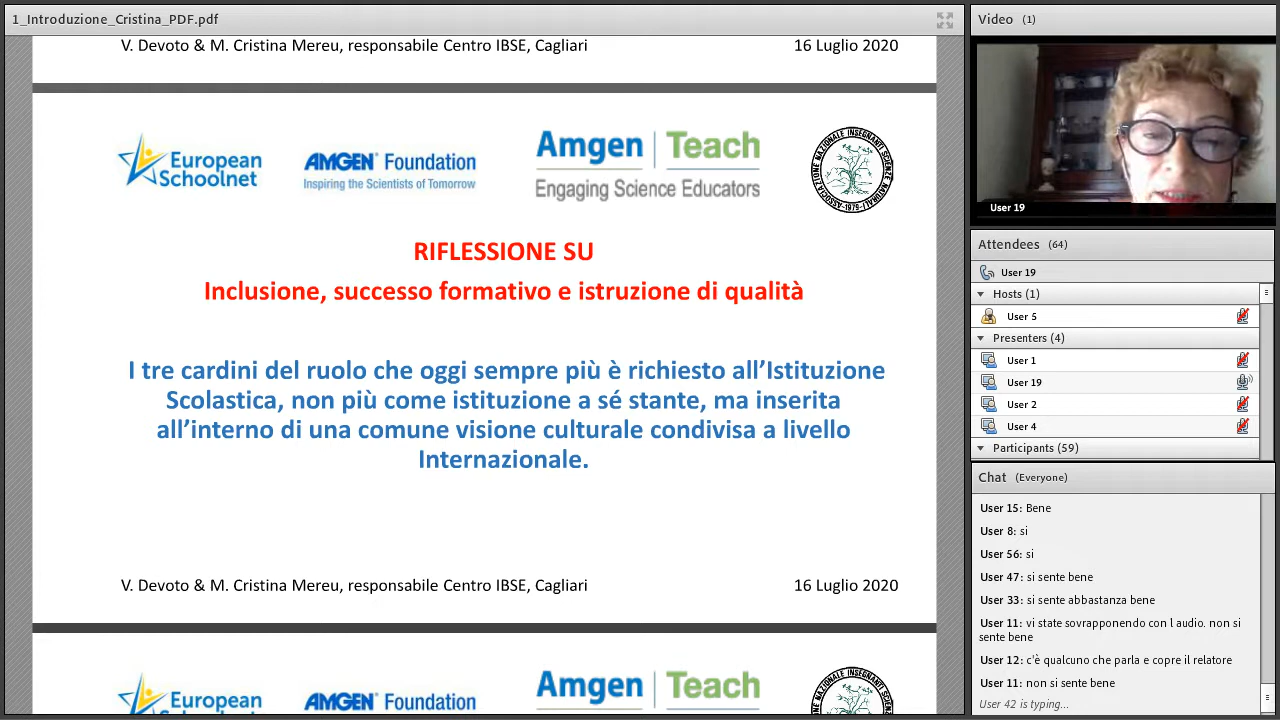 1_Introduzione_Cristina_PDF.pdf
V. Devoto & M. Cristina Mereu, responsabile Centro IBSE, Cagliari 16 Luglio 2020
European
Schoolnet
AMGEN® Foundation
Inspiring the Scientists of Tomorrow
Amgen | Teach
Engaging Science Educators
ASSOCIAZIONE NAZIONALE INSEGNANTI SCIENZE NATURALI
-1979-
RIFLESSIONE SU
Inclusione, successo formativo e istruzione di qualità
I tre cardini del ruolo che oggi sempre più è richiesto all’Istituzione
Scolastica, non più come istituzione a sé stante, ma inserita
all’interno di una comune visione culturale condivisa a livello
Internazionale.
V. Devoto & M. Cristina Mereu, responsabile Centro IBSE, Cagliari 16 Luglio 2020
European
AMGEN® Foundation
Amgen | Teach
Video (1)
User 19
Attendees (64)
User 19
Hosts (1)
User 5
Presenters (4)
User 1
User 19
User 2
User 4
Participants (59)
Chat (Everyone)
User 15: Bene
User 8: si
User 56: si
User 47: si sente bene
User 33: si sente abbastanza bene
User 11: vi state sovrapponendo con l audio. non si
sente bene
User 12: c'è qualcuno che parla e copre il relatore
User 11: non si sente bene
User 42 is typing...